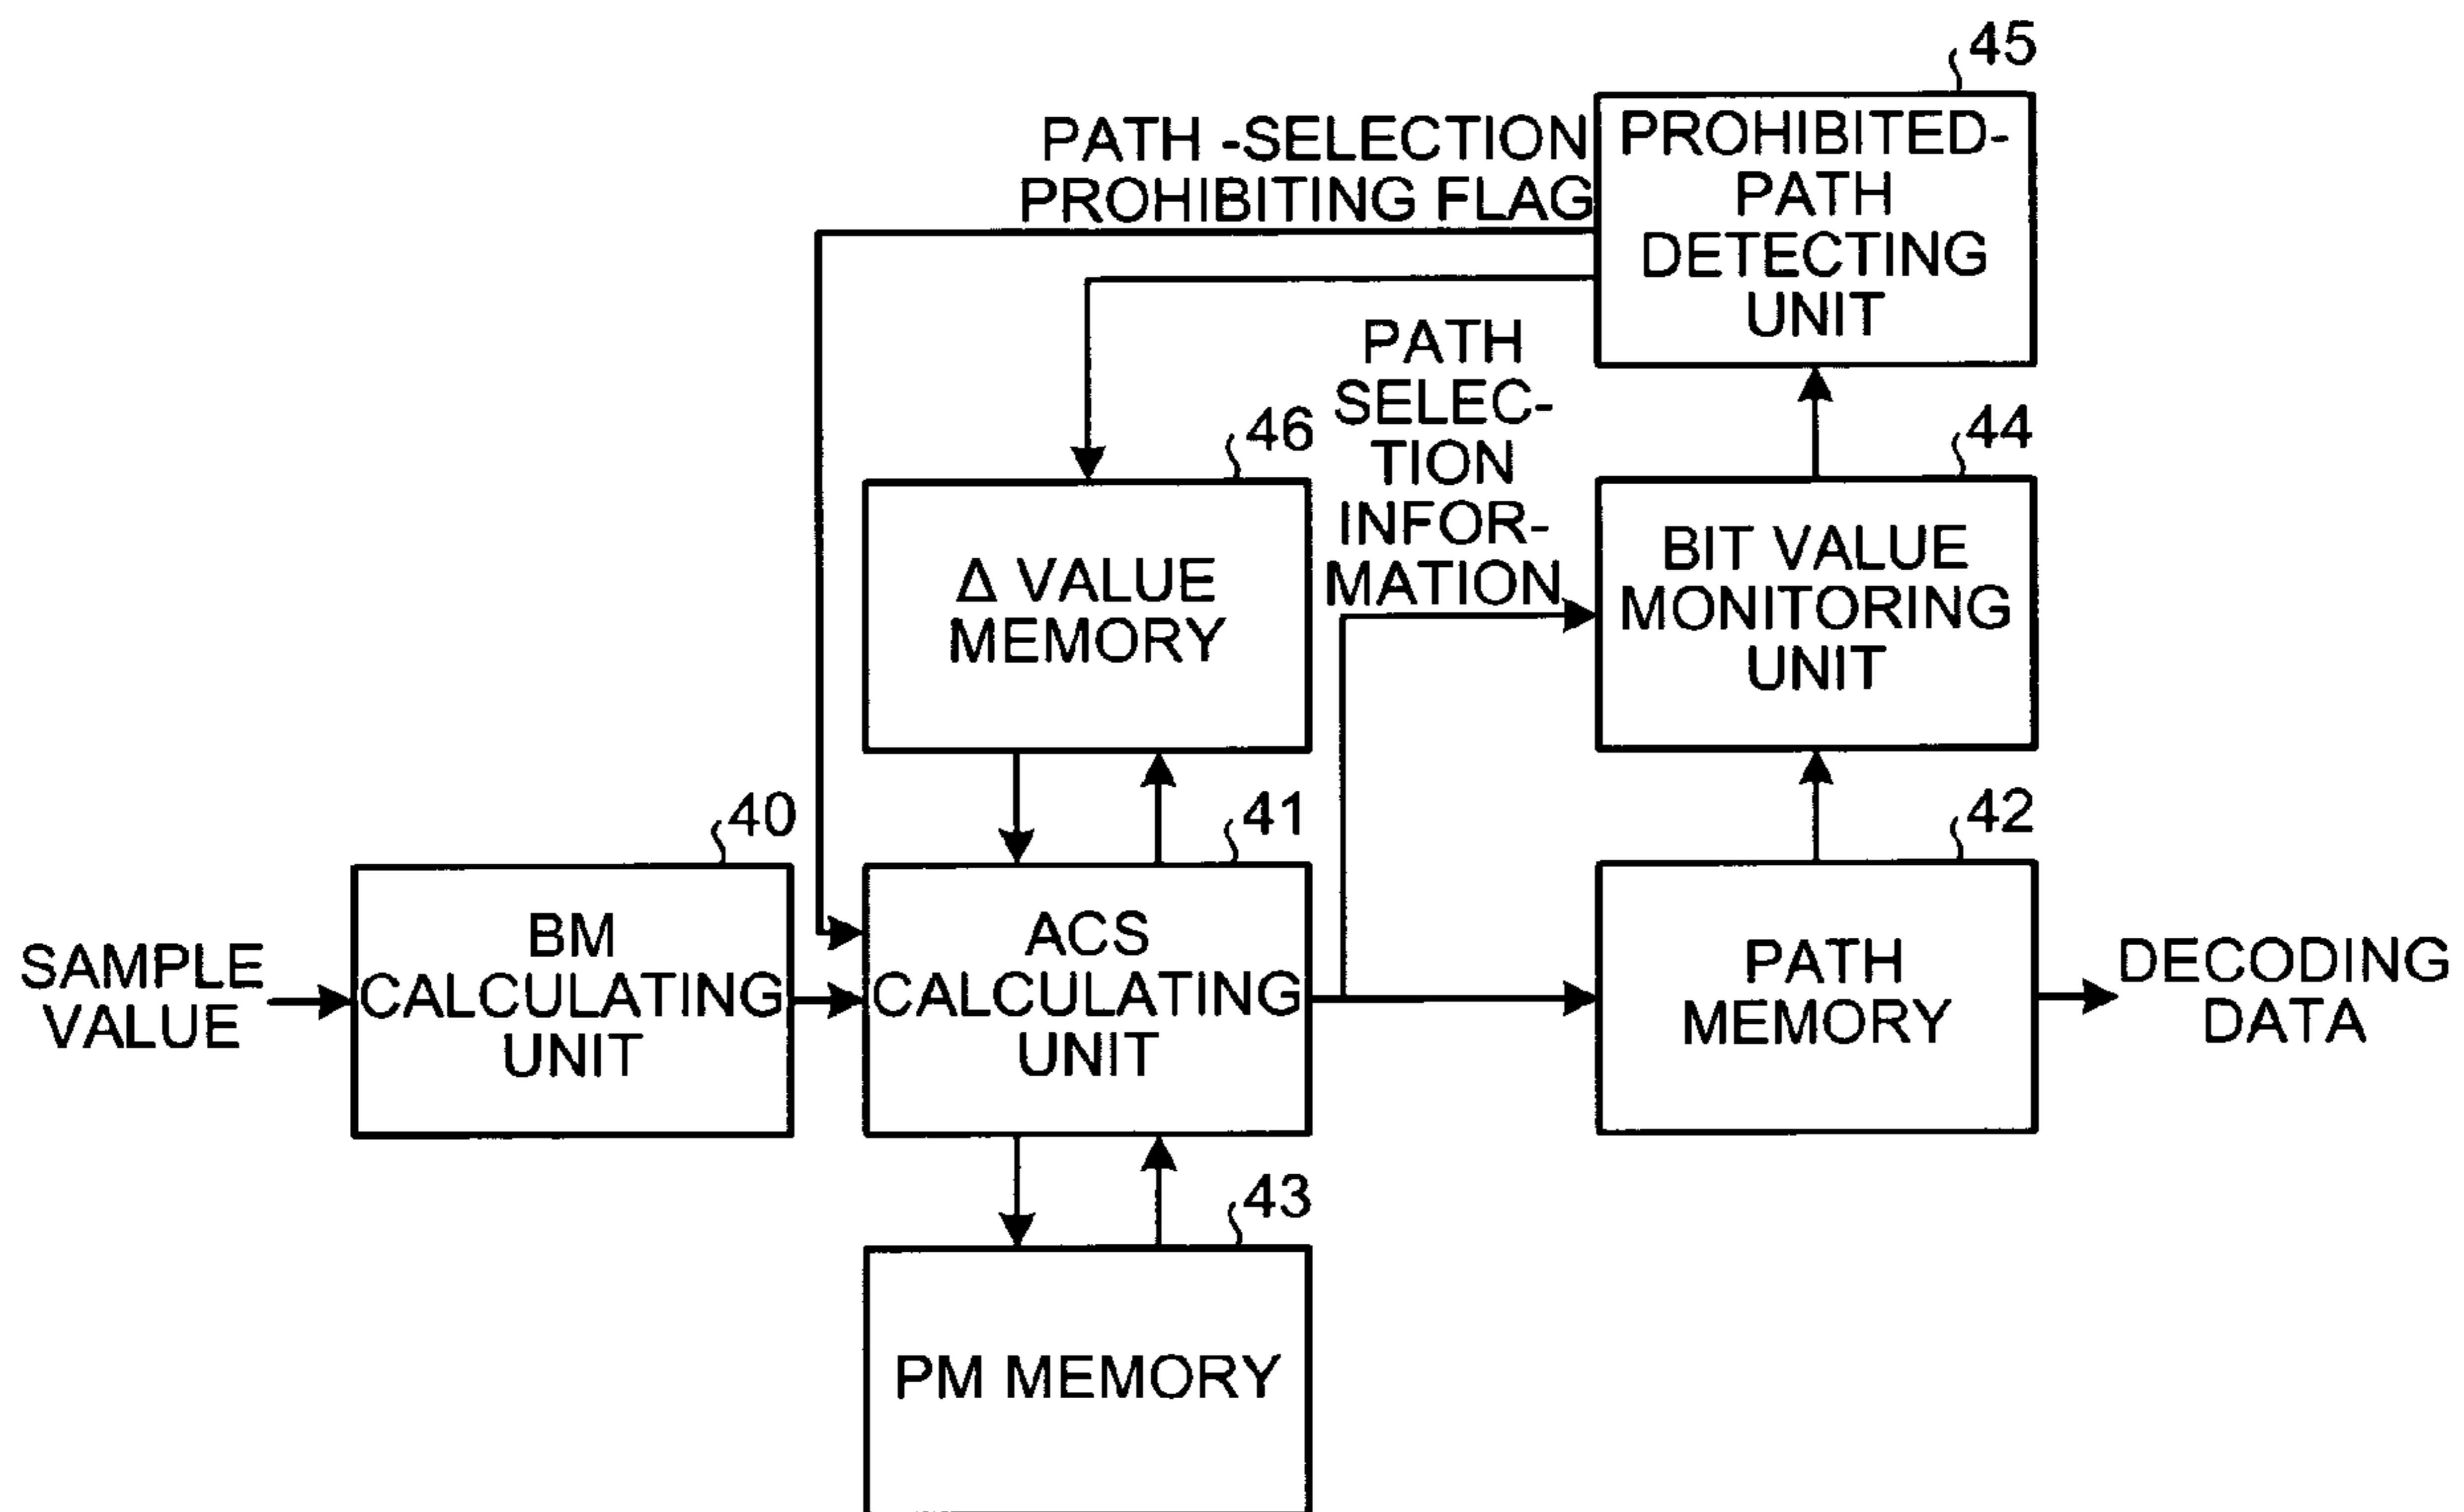 45
PATH -SELECTION
PROHIBITING FLAG
PROHIBITED-
PATH
DETECTING
UNIT
PATH
SELEC-
TION
INFOR-
MATION
46
Δ VALUE
MEMORY
44
BIT VALUE
MONITORING
UNIT
SAMPLE
VALUE
40
BM
CALCULATING
UNIT
41
ACS
CALCULATING
UNIT
42
PATH
MEMORY
DECODING
DATA
43
PM MEMORY